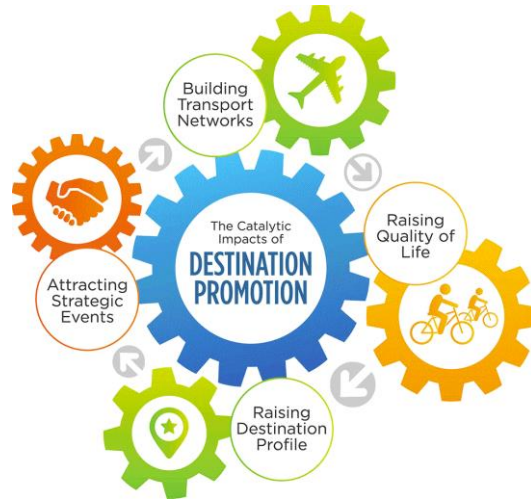 Building
Transport
Networks
The Catalytic
Impacts of
DESTINATION
PROMOTION
Raising
Quality of
Life
Attracting
Strategic
Events
Raising
Destination
Profile